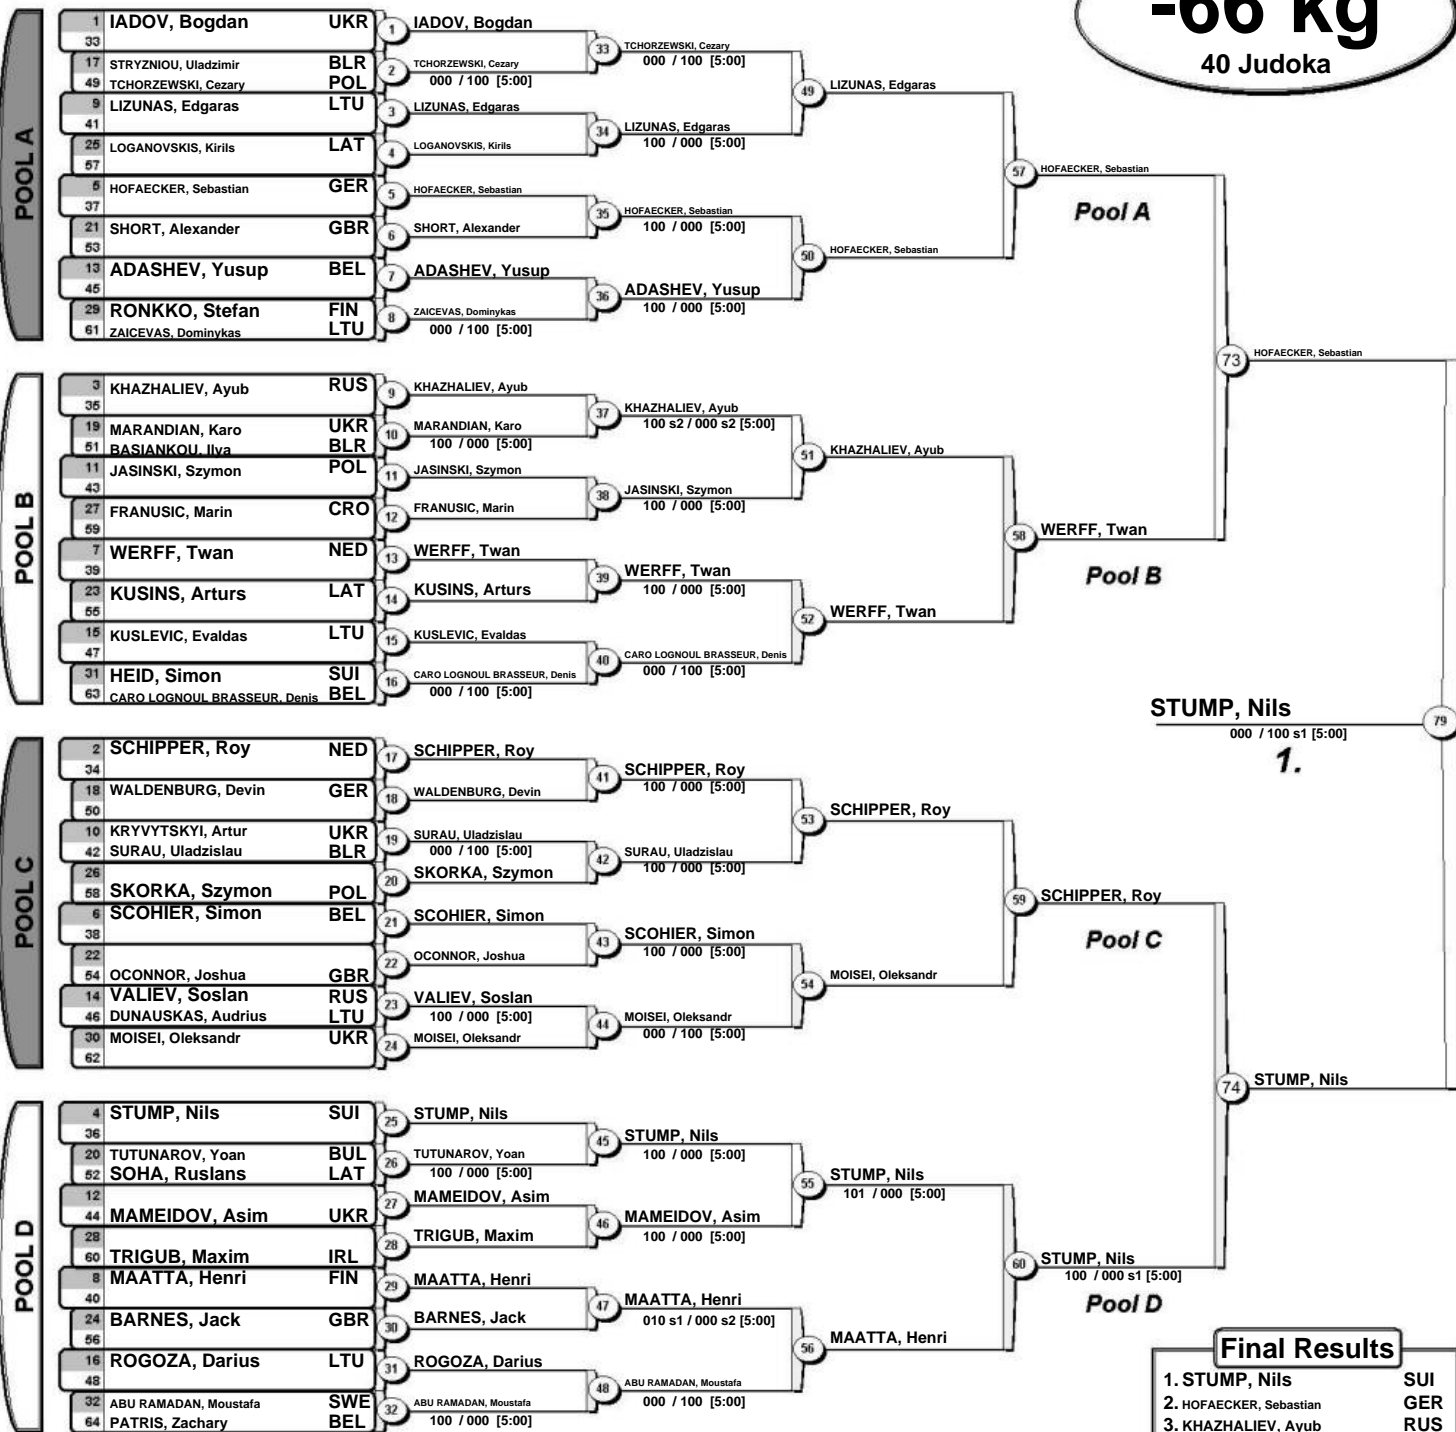 -66 kg
40 Judoka
POOL A
1 IADOV, Bogdan UKR
33
17 STRYZNIOU, Uladzimir BLR
49 TCHORZEWSKI, Cezary POL
9 LIZUNAS, Edgaras LTU
41
25 LOGANOVSKIS, Kirils LAT
57
5 HOFAECKER, Sebastian GER
37
21 SHORT, Alexander GBR
53
13 ADASHEV, Yusup BEL
45
29 RONKKO, Stefan FIN
61 ZAICEVAS, Dominykas LTU
1 IADOV, Bogdan
2 TCHORZEWSKI, Cezary
000 / 100 [5:00]
3 LIZUNAS, Edgaras
4 LOGANOVSKIS, Kirils
5 HOFAECKER, Sebastian
6 SHORT, Alexander
7 ADASHEV, Yusup
8 ZAICEVAS, Dominykas
000 / 100 [5:00]
33 TCHORZEWSKI, Cezary
000 / 100 [5:00]
34 LIZUNAS, Edgaras
100 / 000 [5:00]
35 HOFAECKER, Sebastian
100 / 000 [5:00]
36 ADASHEV, Yusup
100 / 000 [5:00]
49 LIZUNAS, Edgaras
50 HOFAECKER, Sebastian
57 HOFAECKER, Sebastian
Pool A
POOL B
3 KHAZHALIEV, Ayub RUS
35
19 MARANDIAN, Karo UKR
51 BASIANKOU, Ilya BLR
11 JASINSKI, Szymon POL
43
27 FRANUSIC, Marin CRO
59
7 WERFF, Twan NED
39
23 KUSINS, Arturs LAT
55
15 KUSLEVIC, Evaldas LTU
47
31 HEID, Simon SUI
63 CARO LOGNOUL BRASSEUR, Denis BEL
9 KHAZHALIEV, Ayub
10 MARANDIAN, Karo
100 / 000 [5:00]
11 JASINSKI, Szymon
12 FRANUSIC, Marin
13 WERFF, Twan
14 KUSINS, Arturs
15 KUSLEVIC, Evaldas
16 CARO LOGNOUL BRASSEUR, Denis
000 / 100 [5:00]
37 KHAZHALIEV, Ayub
100 s2 / 000 s2 [5:00]
38 JASINSKI, Szymon
100 / 000 [5:00]
39 WERFF, Twan
100 / 000 [5:00]
40 CARO LOGNOUL BRASSEUR, Denis
000 / 100 [5:00]
51 KHAZHALIEV, Ayub
52 WERFF, Twan
58 WERFF, Twan
Pool B
73 HOFAECKER, Sebastian
STUMP, Nils 79
000 / 100 s1 [5:00]
1.
POOL C
2 SCHIPPER, Roy NED
34
18 WALDENBURG, Devin GER
50
10 KRYVYTSKYI, Artur UKR
42 SURAU, Uladzislau BLR
26
58 SKORKA, Szymon POL
6 SCOHIER, Simon BEL
38
22
54 OCONNOR, Joshua GBR
14 VALIEV, Soslan RUS
46 DUNAUSKAS, Audrius LTU
30 MOISEI, Oleksandr UKR
62
17 SCHIPPER, Roy
18 WALDENBURG, Devin
19 SURAU, Uladzislau
000 / 100 [5:00]
20 SKORKA, Szymon
21 SCOHIER, Simon
22 OCONNOR, Joshua
23 VALIEV, Soslan
100 / 000 [5:00]
24 MOISEI, Oleksandr
41 SCHIPPER, Roy
100 / 000 [5:00]
42 SURAU, Uladzislau
100 / 000 [5:00]
43 SCOHIER, Simon
100 / 000 [5:00]
44 MOISEI, Oleksandr
000 / 100 [5:00]
53 SCHIPPER, Roy
54 MOISEI, Oleksandr
59 SCHIPPER, Roy
Pool C
POOL D
4 STUMP, Nils SUI
36
20 TUTUNAROV, Yoan BUL
52 SOHA, Ruslans LAT
12
44 MAMEIDOV, Asim UKR
28
60 TRIGUB, Maxim IRL
8 MAATTA, Henri FIN
40
24 BARNES, Jack GBR
56
16 ROGOZA, Darius LTU
48
32 ABU RAMADAN, Moustafa SWE
64 PATRIS, Zachary BEL
25 STUMP, Nils
26 TUTUNAROV, Yoan
100 / 000 [5:00]
27 MAMEIDOV, Asim
28 TRIGUB, Maxim
29 MAATTA, Henri
30 BARNES, Jack
31 ROGOZA, Darius
32 ABU RAMADAN, Moustafa
100 / 000 [5:00]
45 STUMP, Nils
100 / 000 [5:00]
46 MAMEIDOV, Asim
100 / 000 [5:00]
47 MAATTA, Henri
010 s1 / 000 s2 [5:00]
48 ABU RAMADAN, Moustafa
000 / 100 [5:00]
55 STUMP, Nils
101 / 000 [5:00]
56 MAATTA, Henri
60 STUMP, Nils
100 / 000 s1 [5:00]
Pool D
74 STUMP, Nils
Final Results
1. STUMP, Nils SUI
2. HOFAECKER, Sebastian GER
3. KHAZHALIEV, Ayub RUS